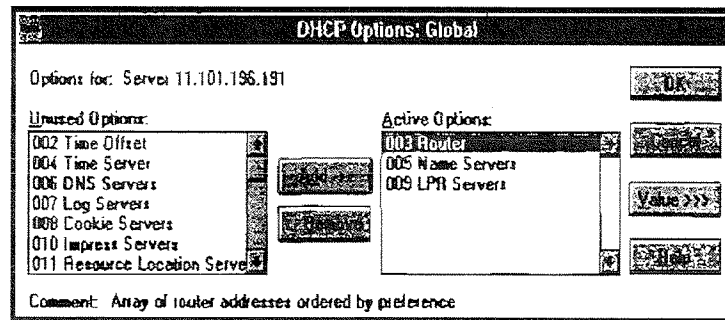 DHCP Options: Global
Options for: Server 11.101.196.191
OK
Unused Options:
002 Time Offset
004 Time Server
006 DNS Servers
007 Log Servers
008 Cookie Servers
010 Impress Servers
011 Resource Location Serve
Add >>>
Remove
Active Options:
003 Router
005 Name Servers
009 LPR Servers
Cancel
Value >>>
Help
Comment: Array of router addresses ordered by preference